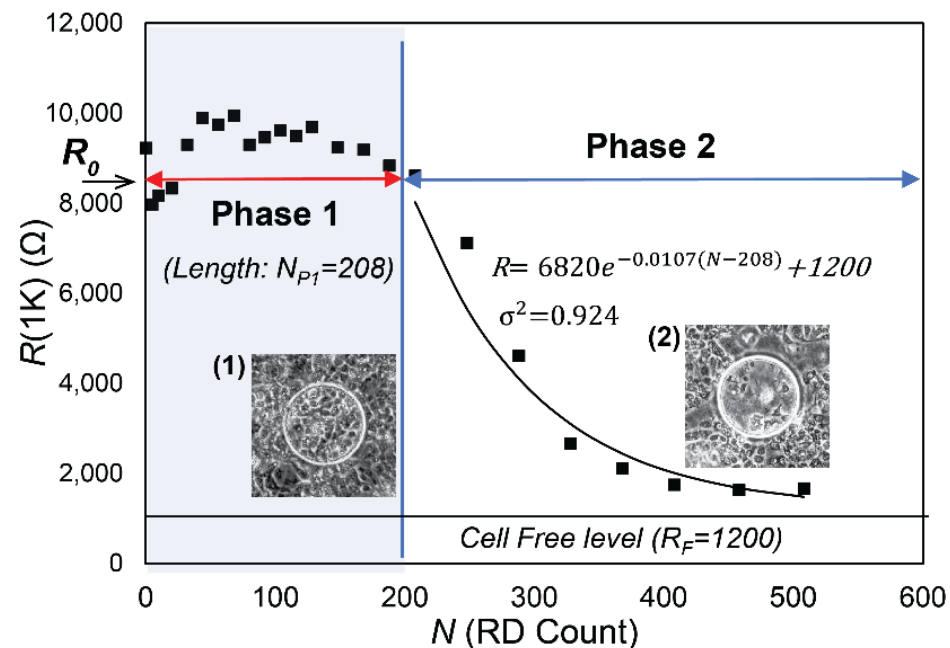 12,000
10,000
R₀
8,000
6,000
4,000
2,000
0
R(1K) (Ω)
Phase 1
(Length: N_P1=208)
Phase 2
R= 6820e^−0.0107(N−208) +1200
σ²=0.924
(1)
(2)
Cell Free level (R_F=1200)
0 100 200 300 400 500 600
N (RD Count)